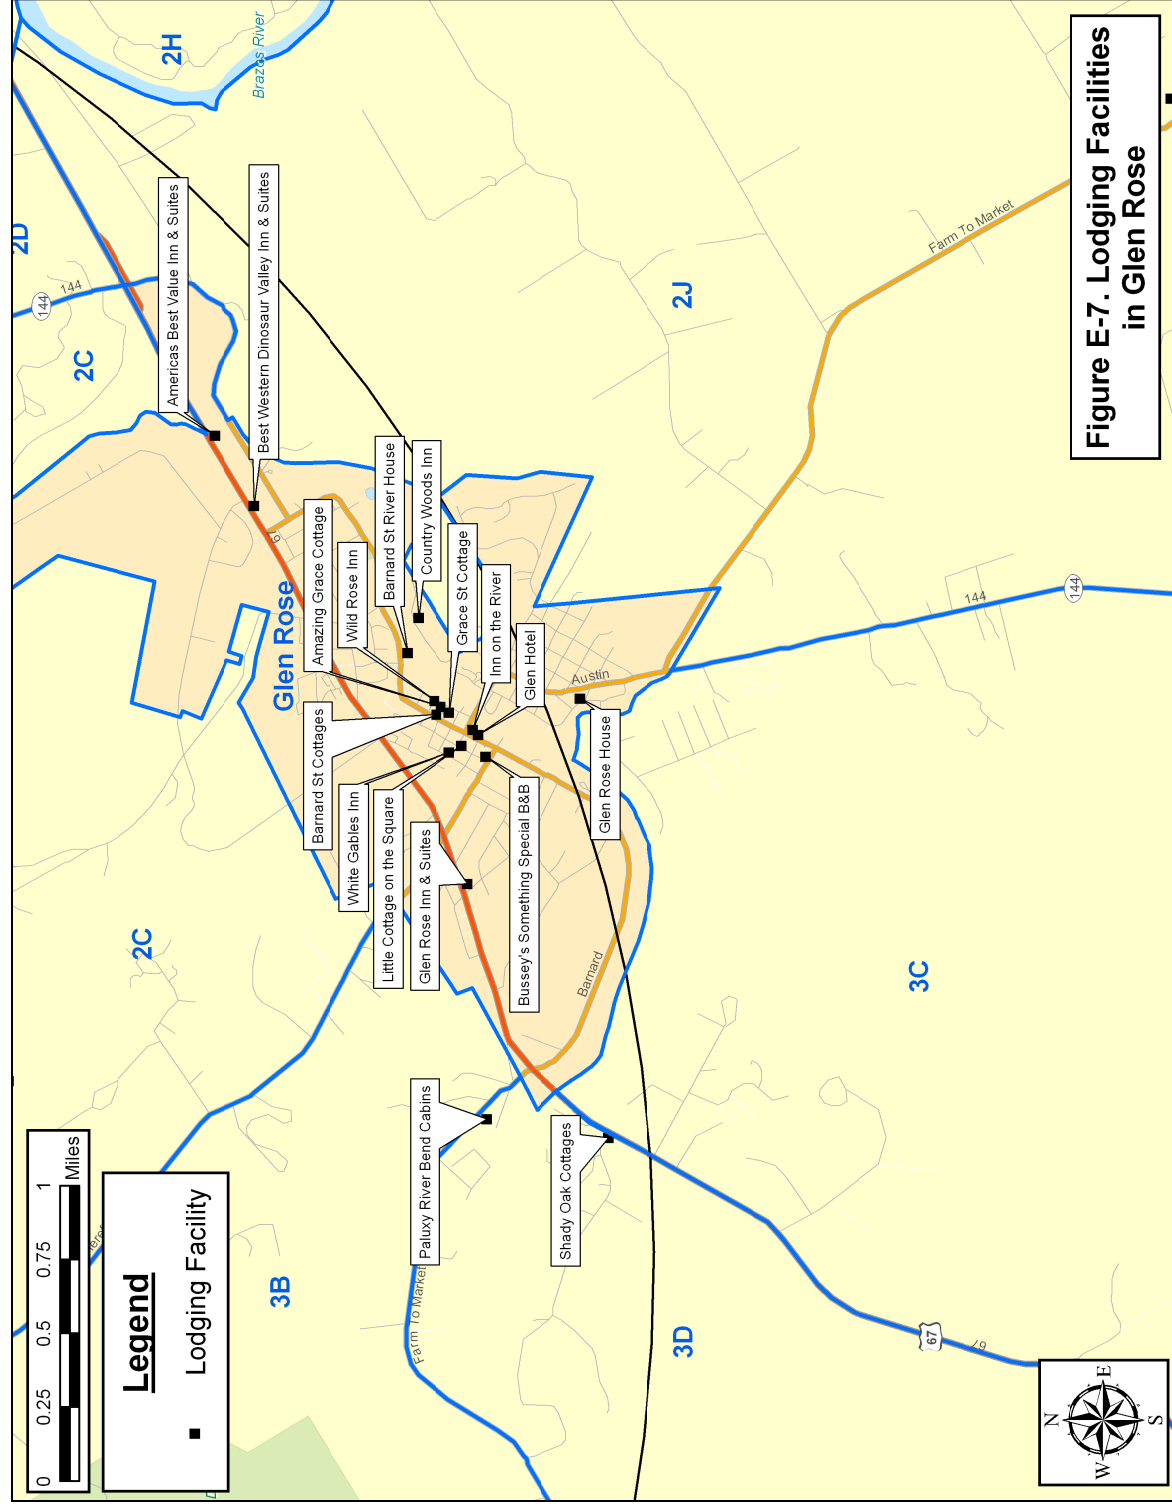 2D
2H
Brazos River
144
144
2C
Americas Best Value Inn & Suites
Best Western Dinosaur Valley Inn & Suites
2J
Farm To Market
Figure E-7. Lodging Facilities
in Glen Rose
Glen Rose
67
Amazing Grace Cottage
Wild Rose Inn
Barnard St River House
Country Woods Inn
Grace St Cottage
Inn on the River
Glen Hotel
Austin
144
144
Barnard St Cottages
White Gables Inn
Little Cottage on the Square
Glen Rose Inn & Suites
Bussey's Something Special B&B
Glen Rose House
2C
Barnard
3C
Paluxy River Bend Cabins
Shady Oak Cottages
Farm To Market
3B
3D
67
67
0 0.25 0.5 0.75 1
Miles
Legend
Lodging Facility
N
W E
S